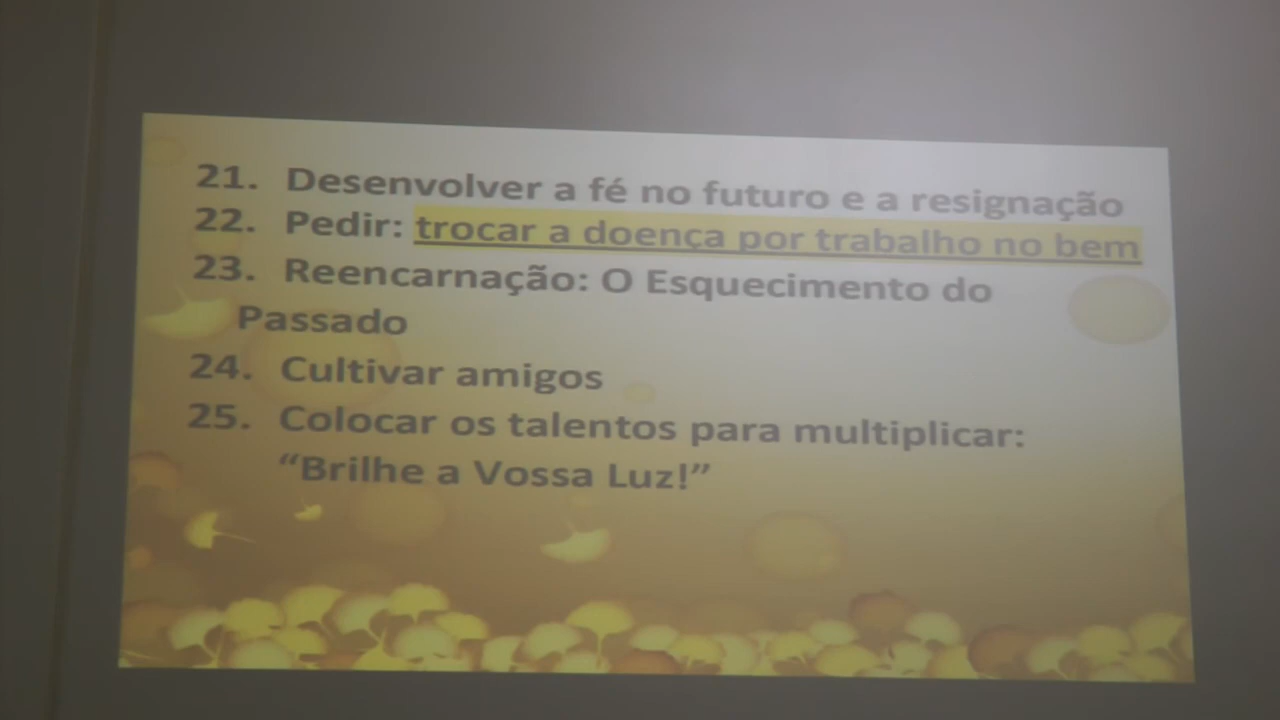 21. Desenvolver a fé no futuro e a resignação
22. Pedir: trocar a doença por trabalho no bem
23. Reencarnação: O Esquecimento do
Passado
24. Cultivar amigos
25. Colocar os talentos para multiplicar:
“Brilhe a Vossa Luz!”